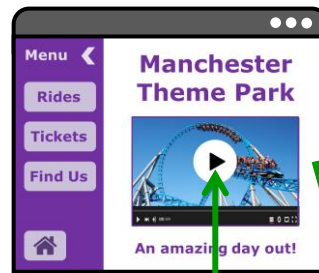 Menu
Manchester
Theme Park
Rides
Tickets
Find Us
An amazing day out!